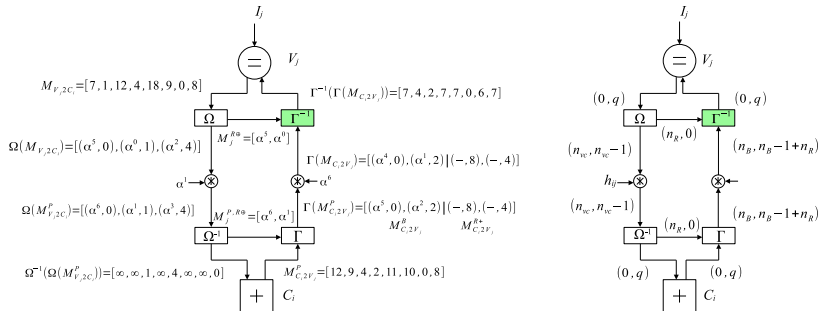 I_j
=
V_j
M_{V_j2C_i}=[7,1,12,4,18,9,0,8]
Γ^{-1}(Γ(M_{C_i2V_j}))=[7,4,2,7,7,0,6,7]
Ω
Γ^{-1}
M_j^{R⊕}=[α^5,α^0]
Ω(M_{V_j2C_i})=[(α^5,0),(α^0,1),(α^2,4)]
Γ(M_{C_i2V_j})=[(α^4,0),(α^1,2)|(-,8),(-,4)]
α^1
α^6
Ω(M^P_{V_j2C_i})=[(α^6,0),(α^1,1),(α^3,4)]
M_j^{P,R⊕}=[α^6,α^1]
Γ(M^P_{C_i2V_j})=[(α^5,0),(α^2,2)|(-,8),(-,4)]
M^B_{C_i2V_j}
M^{R+}_{C_i2V_j}
Ω^{-1}
Γ
Ω^{-1}(Ω(M^P_{V_j2C_i}))=[∞,∞,1,∞,4,∞,∞,0]
M^P_{C_i2V_j}=[12,9,4,2,11,10,0,8]
+
C_i
I_j
=
V_j
(0,q)
(0,q)
Ω
Γ^{-1}
(n_R,0)
(n_{vc},n_{vc}-1)
(n_B,n_B-1+n_R)
h_{ij}
(n_{vc},n_{vc}-1)
(n_R,0)
(n_B,n_B-1+n_R)
Ω^{-1}
Γ
(0,q)
(0,q)
+
C_i